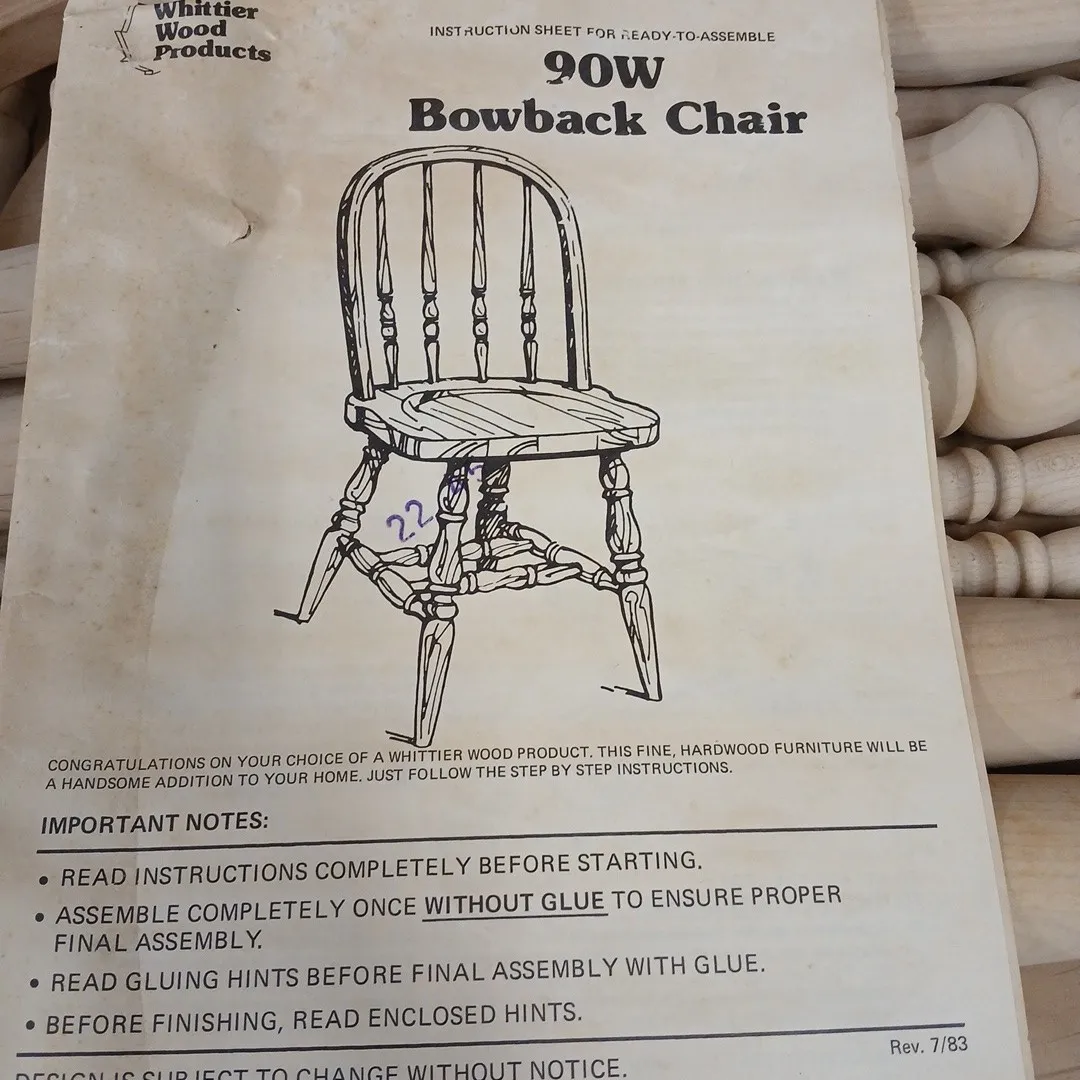 Whittier
Wood
Products
INSTRUCTION SHEET FOR READY-TO-ASSEMBLE
90W
Bowback Chair
22
CONGRATULATIONS ON YOUR CHOICE OF A WHITTIER WOOD PRODUCT. THIS FINE, HARDWOOD FURNITURE WILL BE
A HANDSOME ADDITION TO YOUR HOME. JUST FOLLOW THE STEP BY STEP INSTRUCTIONS.
IMPORTANT NOTES:
• READ INSTRUCTIONS COMPLETELY BEFORE STARTING.
• ASSEMBLE COMPLETELY ONCE WITHOUT GLUE TO ENSURE PROPER
FINAL ASSEMBLY.
• READ GLUING HINTS BEFORE FINAL ASSEMBLY WITH GLUE.
• BEFORE FINISHING, READ ENCLOSED HINTS.
Rev. 7/83
DESIGN IS SUBJECT TO CHANGE WITHOUT NOTICE.